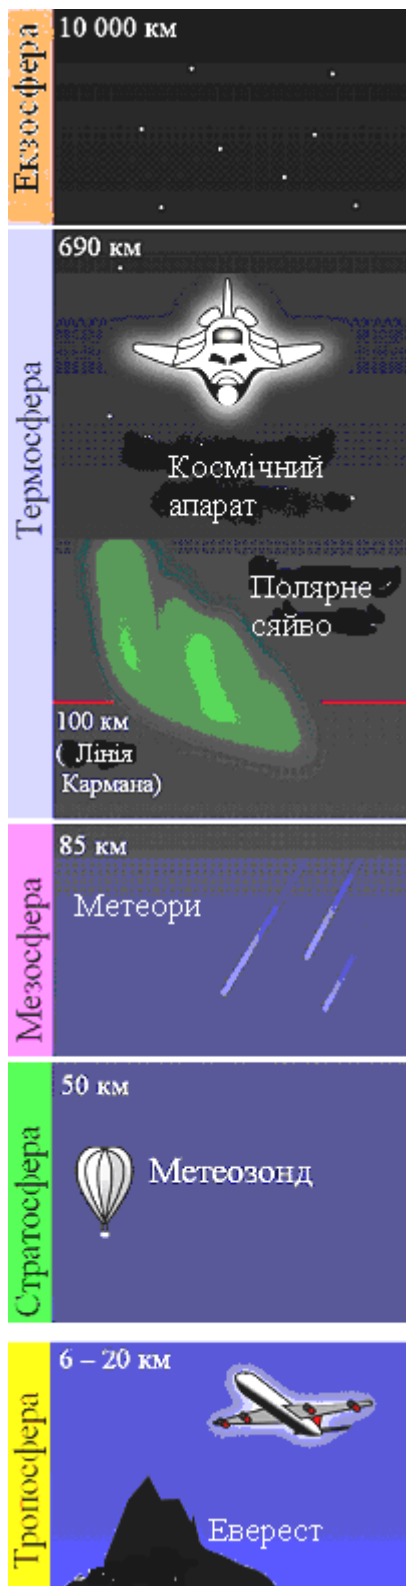 Екзосфера
10 000 км
Термосфера
690 км
Космічний
апарат
Полярне
сяйво
100 км
( Лінія
Кармана)
Мезосфера
85 км
Метеори
Стратосфера
50 км
Метеозонд
Тропосфера
6 – 20 км
Еверест